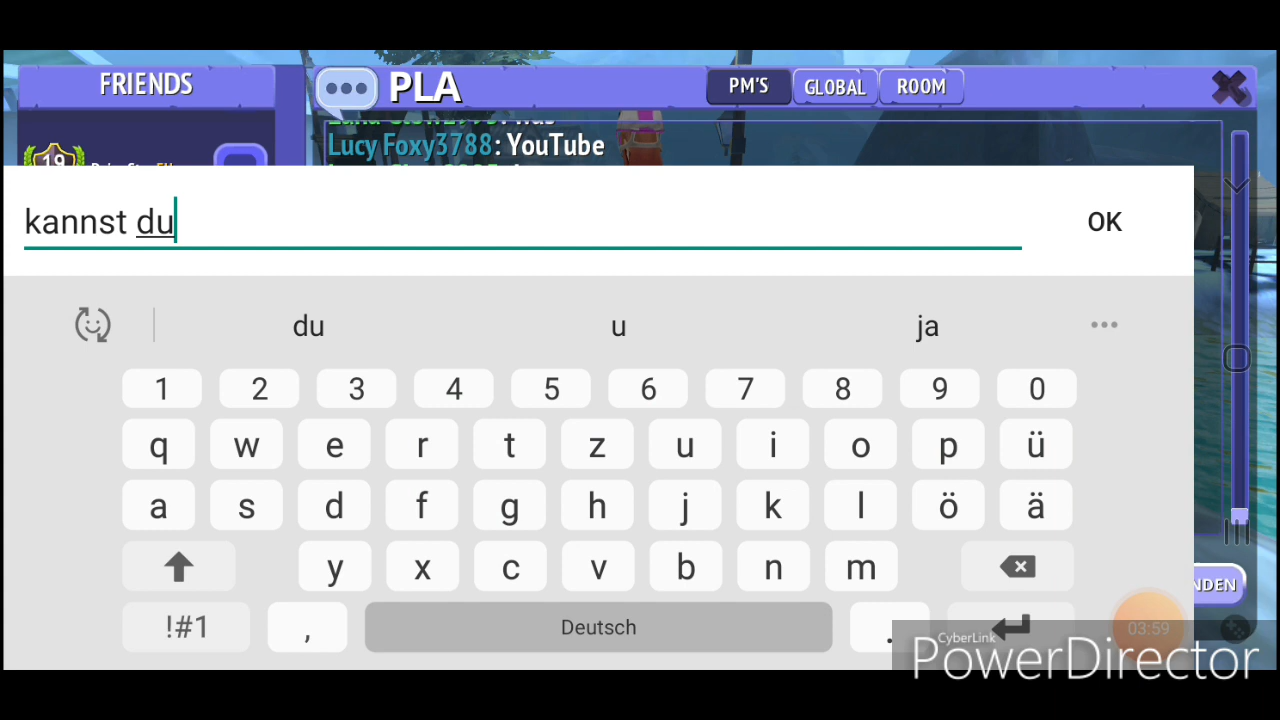 FRIENDS
PLA
PM'S
GLOBAL
ROOM
19
Lucy Foxy3788: YouTube
kannst du
OK
du u ja
1 2 3 4 5 6 7 8 9 0
q w e r t z u i o p ü
a s d f g h j k l ö ä
y x c v b n m
!#1 , Deutsch .
NDEN
03:59
CyberLink
PowerDirector